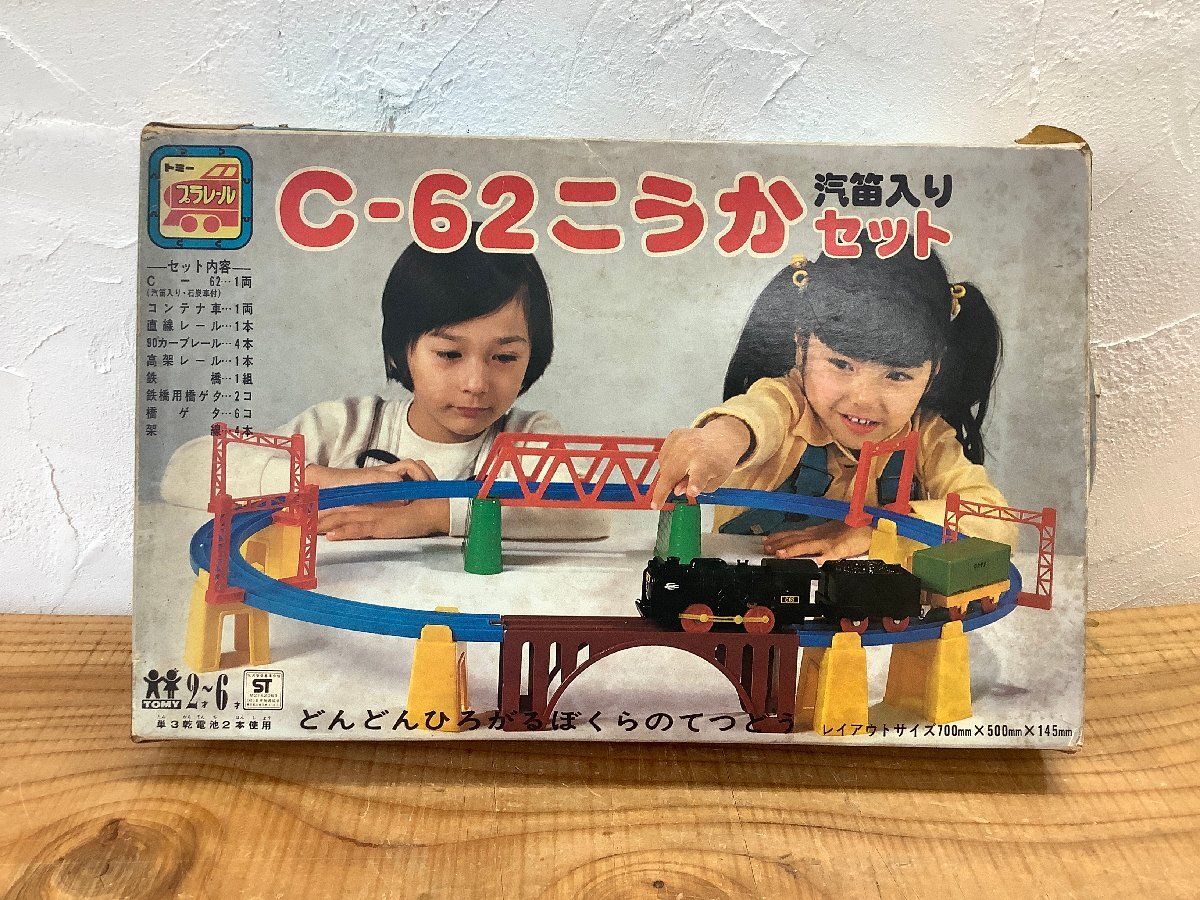 トミー
プラレール
C-62こうか
汽笛入り
セット
セット内容
C-62…1両
(汽笛入り・石炭車付)
コンテナ車…1両
直線レール…1本
90カーブレール…4本
高架レール…1本
鉄橋…1組
鉄橋用橋ゲタ…2コ
橋ゲタ…6コ
架線…4本
TOMY
2才~6才
ST
単3乾電池2本使用
どんどんひろがるぼくらのてつどう
レイアウトサイズ700mm×500mm×145mm
C62